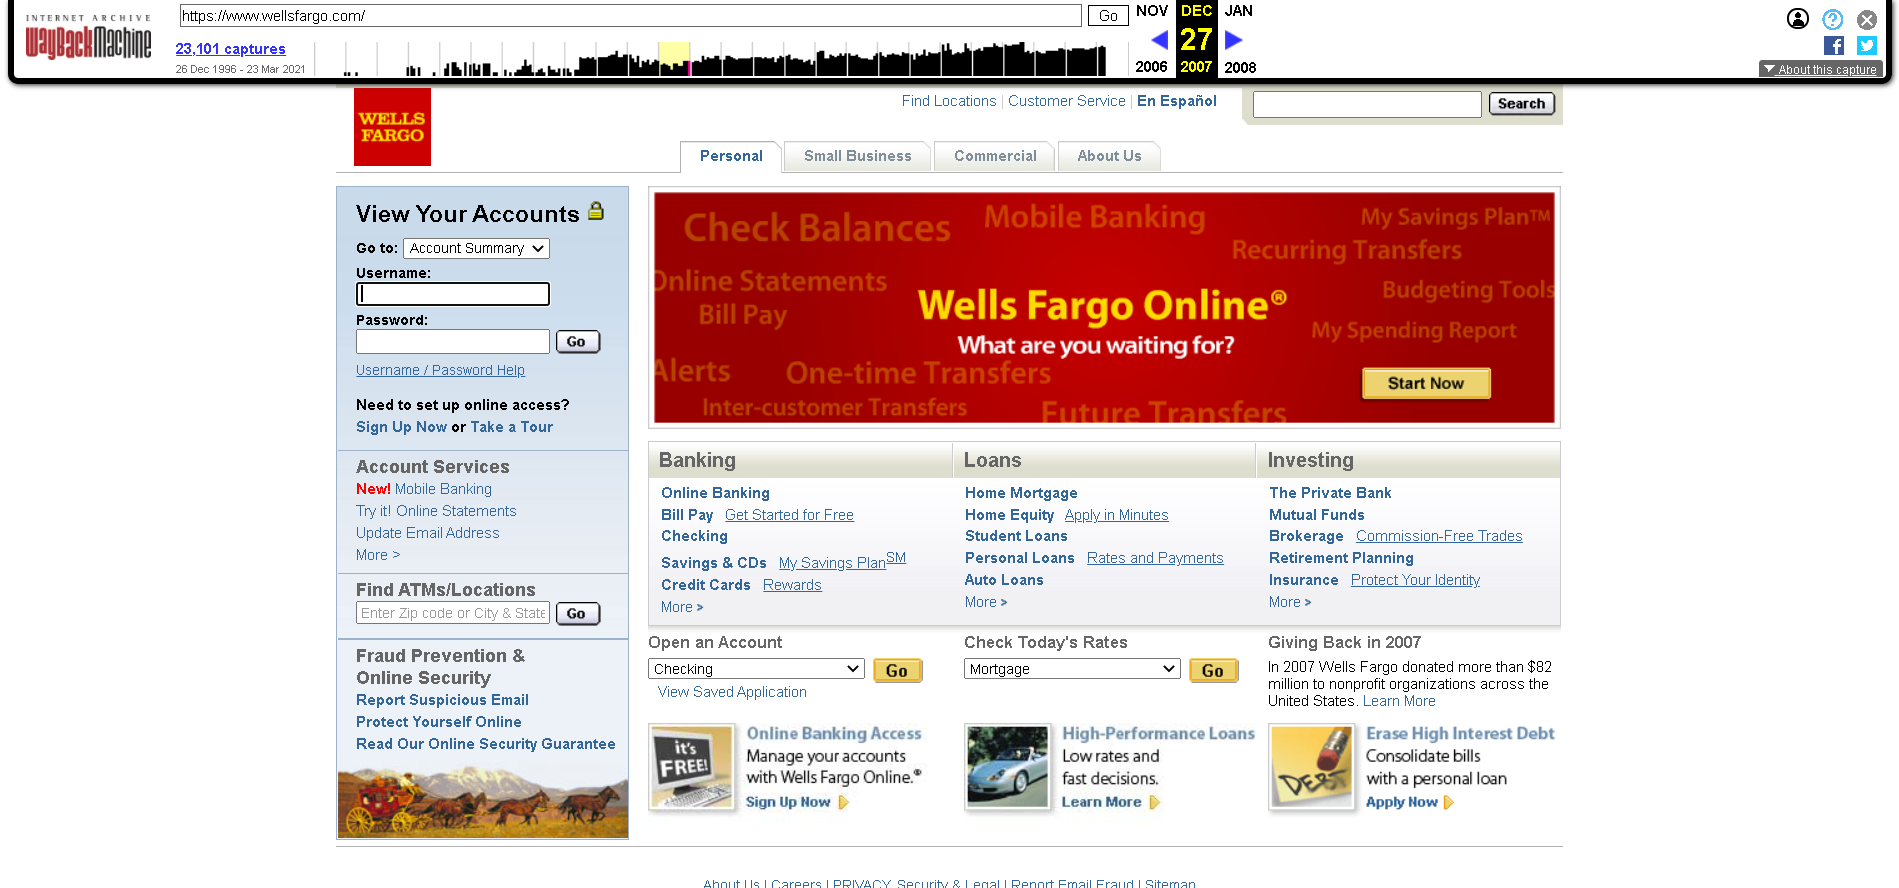 INTERNET ARCHIVE
WayBackMachine
https://www.wellsfargo.com/
Go
23,101 captures
26 Dec 1996 - 23 Mar 2021
NOV DEC JAN
27
2006 2007 2008
About this capture
WELLS
FARGO
Find Locations | Customer Service | En Español
Search
Personal
Small Business
Commercial
About Us
View Your Accounts
Go to: Account Summary
Username:
Password:
Go
Username / Password Help
Need to set up online access?
Sign Up Now or Take a Tour
Account Services
New! Mobile Banking
Try it! Online Statements
Update Email Address
More >
Find ATMs/Locations
Enter Zip code or City & State
Go
Fraud Prevention &
Online Security
Report Suspicious Email
Protect Yourself Online
Read Our Online Security Guarantee
Check Balances
Mobile Banking
My Savings Plan™
Recurring Transfers
Online Statements
Budgeting Tools
Bill Pay
Wells Fargo Online®
My Spending Report
What are you waiting for?
Alerts
One-time Transfers
Start Now
Inter-customer Transfers
Future Transfers
Banking
Online Banking
Bill Pay Get Started for Free
Checking
Savings & CDs My Savings Plan SM
Credit Cards Rewards
More >
Loans
Home Mortgage
Home Equity Apply in Minutes
Student Loans
Personal Loans Rates and Payments
Auto Loans
More >
Investing
The Private Bank
Mutual Funds
Brokerage Commission-Free Trades
Retirement Planning
Insurance Protect Your Identity
More >
Open an Account
Checking
Go
View Saved Application
Check Today's Rates
Mortgage
Go
Giving Back in 2007
In 2007 Wells Fargo donated more than $82
million to nonprofit organizations across the
United States. Learn More
it's
FREE!
Online Banking Access
Manage your accounts
with Wells Fargo Online.®
Sign Up Now
High-Performance Loans
Low rates and
fast decisions.
Learn More
DEBT
Erase High Interest Debt
Consolidate bills
with a personal loan
Apply Now
About Us | Careers | PRIVACY, Security & Legal | Report Email Fraud | Sitemap